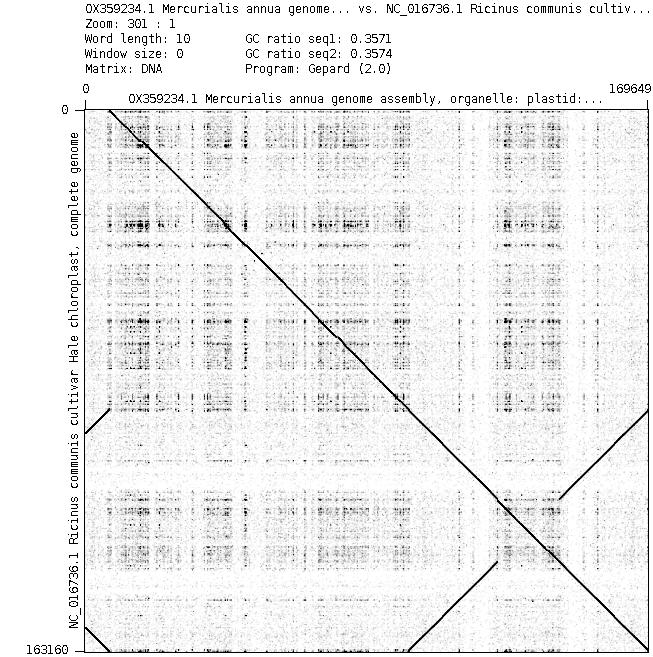 OX359234.1 Mercurialis annua genome... vs. NC_016736.1 Ricinus communis cultiv...
Zoom: 301 : 1
Word length: 10 GC ratio seq1: 0.3571
Window size: 0 GC ratio seq2: 0.3574
Matrix: DNA Program: Gepard (2.0)
0 169649
OX359234.1 Mercurialis annua genome assembly, organelle: plastid:...
0
NC_016736.1 Ricinus communis cultivar Hale chloroplast, complete genome
163160